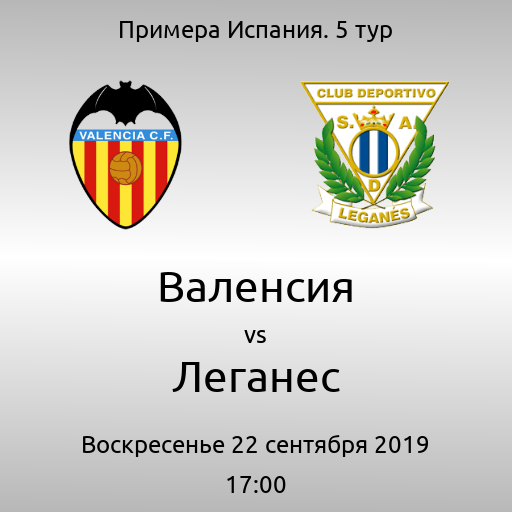 Примера Испания. 5 тур
VALENCIA C.F.
CLUB DEPORTIVO
S. A.
D
LEGANÉS
Валенсия
vs
Леганес
Воскресенье 22 сентября 2019
17:00